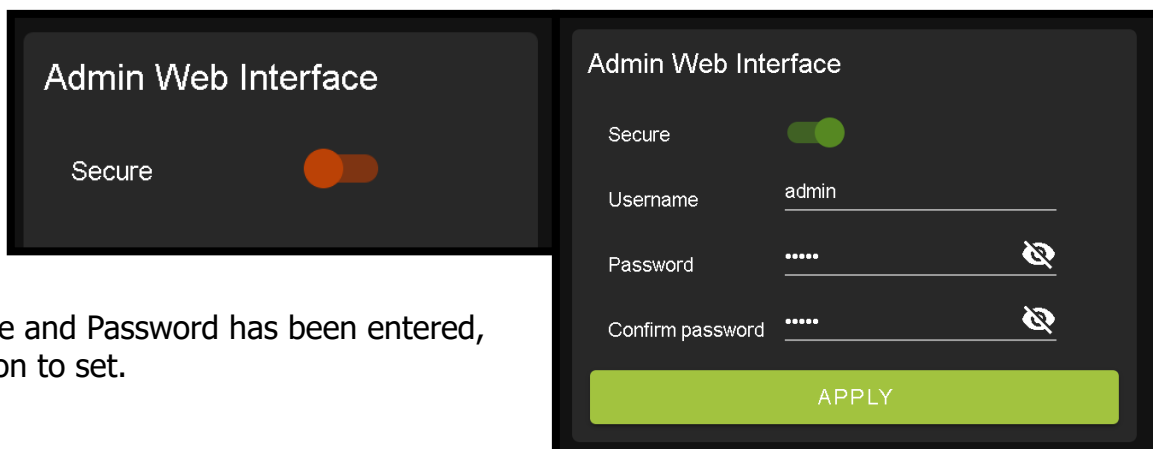 Admin Web Interface
Secure
e and Password has been entered,
on to set.
Admin Web Interface
Secure
Username admin
Password •••••
Confirm password •••••
APPLY